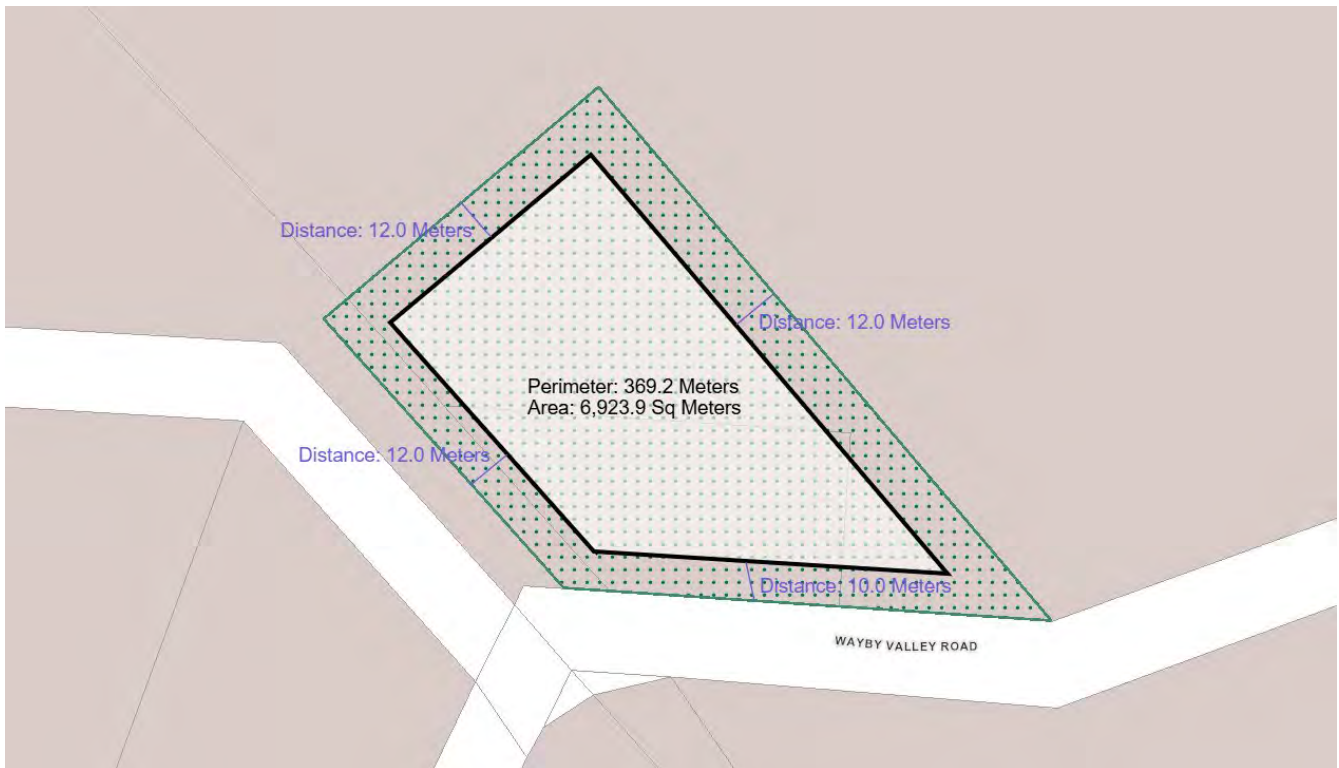 Distance: 12.0 Meters
Distance: 12.0 Meters
Perimeter: 369.2 Meters
Area: 6,923.9 Sq Meters
Distance: 12.0 Meters
Distance: 10.0 Meters
WAYBY VALLEY ROAD